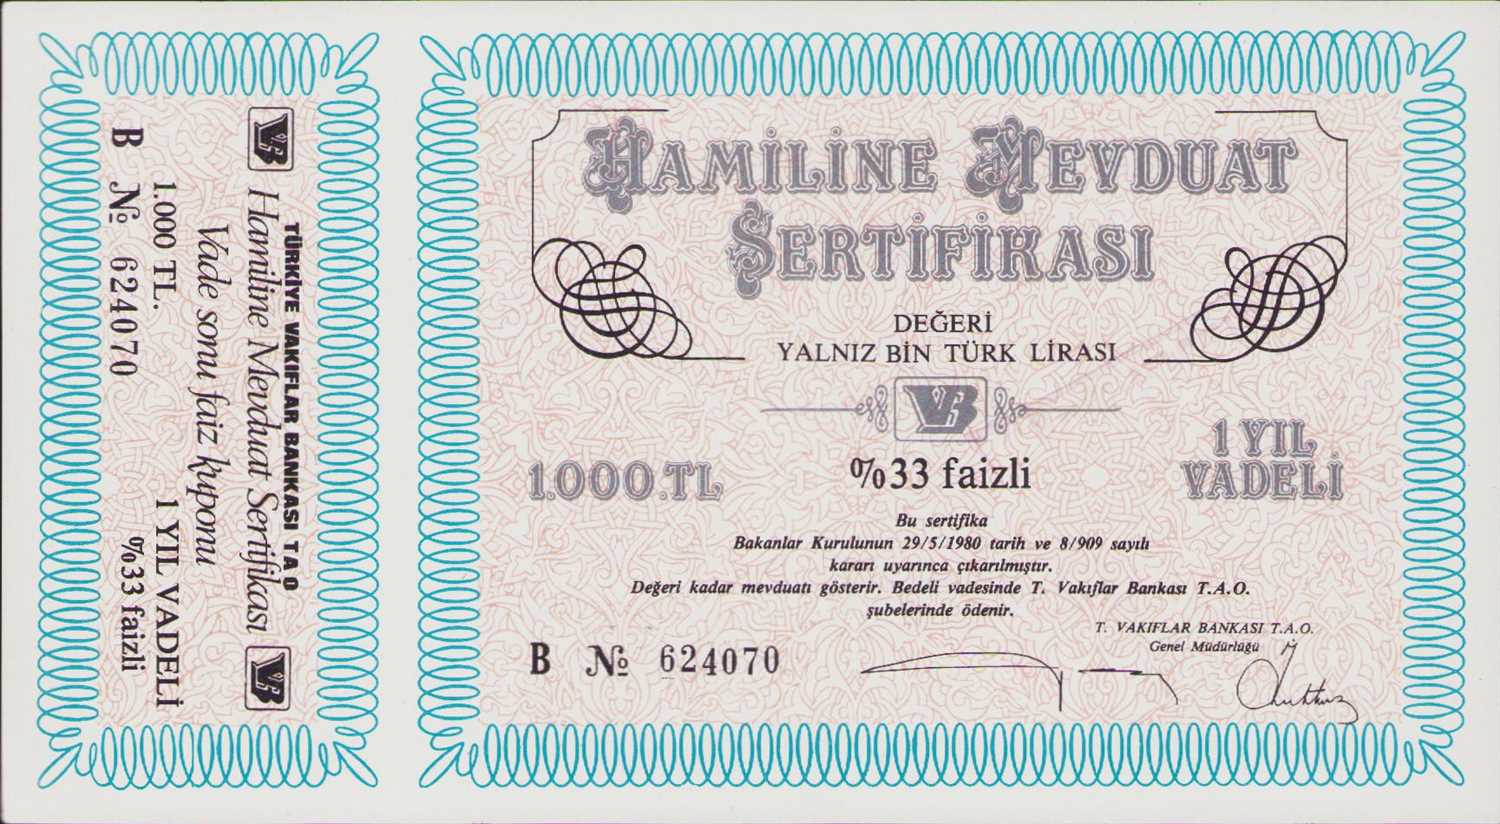 TÜRKİYE VAKIFLAR BANKASI T A O
Hamiline Mevduat Sertifikası
Vade sonu faiz kuponu
1.000 TL. 1 YIL VADELİ
B № 624070 %33 faizli
VB
VB
HAMİLİNE MEVDUAT
SERTİFİKASI
DEĞERİ
YALNIZ BİN TÜRK LİRASI
VB
1.000.TL
%33 faizli
1 YIL
VADELİ
Bu sertifika
Bakanlar Kurulunun 29/5/1980 tarih ve 8/909 sayılı
kararı uyarınca çıkarılmıştır.
Değeri kadar mevduatı gösterir. Bedeli vadesinde T. Vakıflar Bankası T.A.O.
şubelerinde ödenir.
T. VAKIFLAR BANKASI T.A.O.
Genel Müdürlüğü
B № 624070